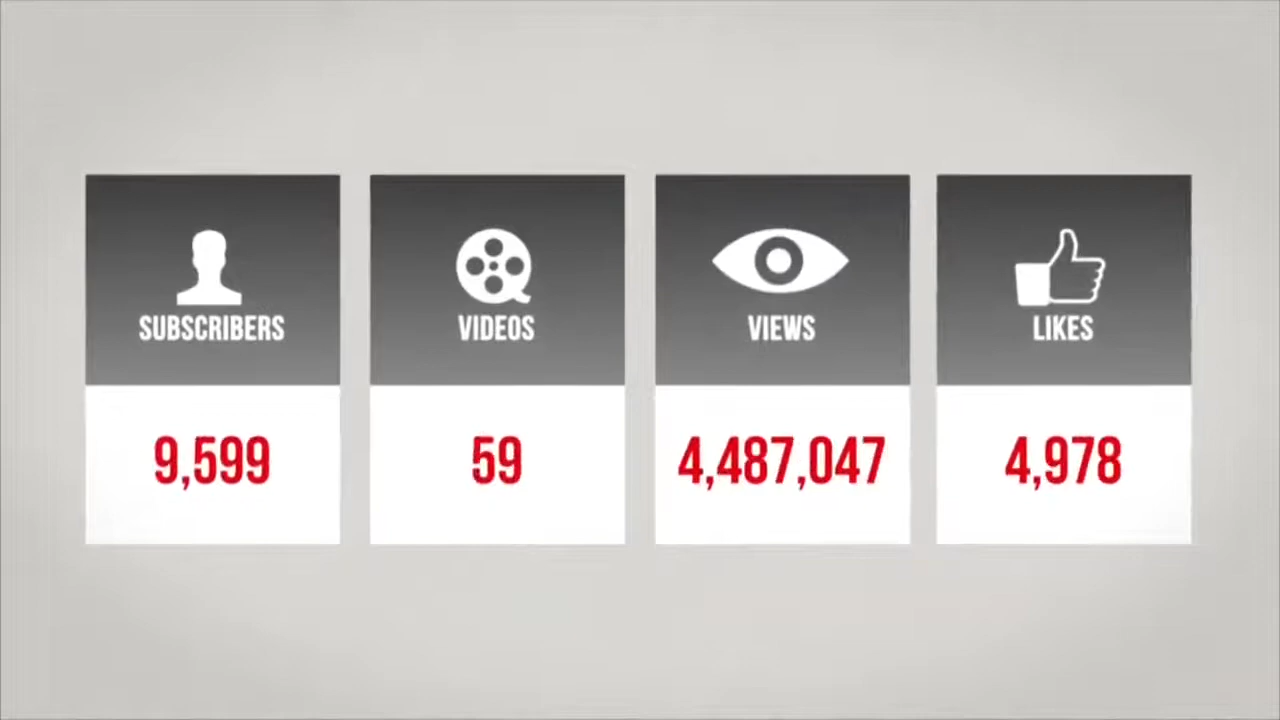 SUBSCRIBERS
9,599
VIDEOS
59
VIEWS
4,487,047
LIKES
4,978